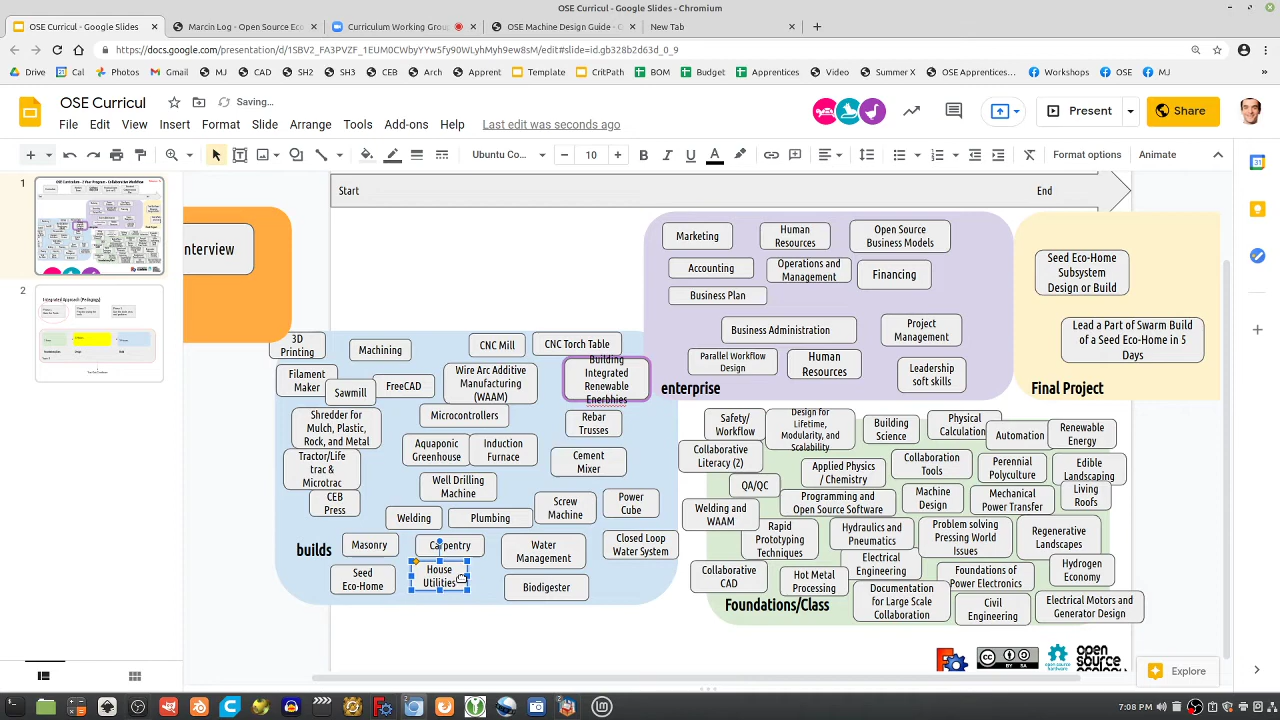 OSE Curricul - Google Slides - Chromium
OSE Curricul - Google Slides
Marcin Log - Open Source Eco
Curriculum Working Grou
OSE Machine Design Guide - G
New Tab
https://docs.google.com/presentation/d/1SBV2_FA3PVZF_1EUM0CWbyYYw5fy90WLyhMyh9ew8sM/edit#slide=id.gb328b2d63d_0_9
Drive
Cal
Photos
Gmail
MJ
CAD
SH2
SH3
CEB
Arch
Apprent
Template
CritPath
BOM
Budget
Apprentices
Video
Summer X
OSE Apprentices...
Workshops
OSE
MJ
OSE Curricul
Saving...
File
Edit
View
Insert
Format
Slide
Arrange
Tools
Add-ons
Help
Last edit was seconds ago
Present
Share
Ubuntu Co...
10
Format options
Animate
1
2
Start
End
nterview
Marketing
Human
Resources
Open Source
Business Models
Accounting
Operations and
Management
Financing
Business Plan
Business Administration
Project
Management
Parallel Workflow
Design
Human
Resources
Leadership
soft skills
enterprise
Seed Eco-Home
Subsystem
Design or Build
Lead a Part of Swarm Build
of a Seed Eco-Home in 5
Days
Final Project
3D
Printing
Machining
CNC Mill
CNC Torch Table
Building
Integrated
Renewable
Enerbhies
Filament
Maker
Sawmill
FreeCAD
Wire Arc Additive
Manufacturing
(WAAM)
Shredder for
Mulch, Plastic,
Rock, and Metal
Microcontrollers
Rebar
Trusses
Aquaponic
Greenhouse
Induction
Furnace
Cement
Mixer
Tractor/Life
trac &
Microtrac
Well Drilling
Machine
CEB
Press
Screw
Machine
Power
Cube
Welding
Plumbing
Masonry
Carpentry
Water
Management
Closed Loop
Water System
builds
Seed
Eco-Home
House
Utilities
Biodigester
Safety/
Workflow
Design for
Lifetime,
Modularity, and
Scalability
Building
Science
Physical
Calculation
Automation
Renewable
Energy
Collaborative
Literacy (2)
Applied Physics
/ Chemistry
Collaboration
Tools
Perennial
Polyculture
Edible
Landscaping
QA/QC
Programming and
Open Source Software
Machine
Design
Mechanical
Power Transfer
Living
Roofs
Welding and
WAAM
Rapid
Prototyping
Techniques
Hydraulics and
Pneumatics
Problem solving
Pressing World
Issues
Regenerative
Landscapes
Collaborative
CAD
Hot Metal
Processing
Electrical
Engineering
Foundations of
Power Electronics
Hydrogen
Economy
Documentation
for Large Scale
Collaboration
Civil
Engineering
Electrical Motors and
Generator Design
Foundations/Class
BY
SA
open
source
Explore
7:08 PM